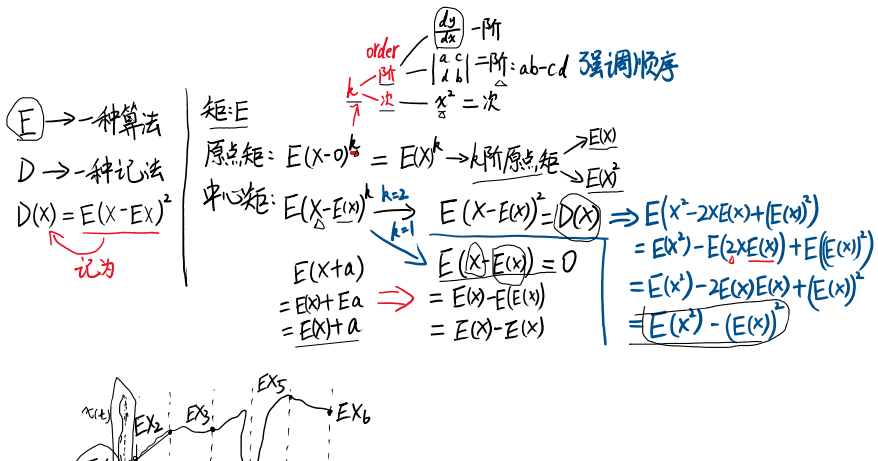 dy/dx — 一阶
order
k 阶 — |a c d b| = 二阶:ab-cd 强调顺序
次 — x² = 二次
E → 一种算法
D → 一种记法
D(X) = E(X-EX)²
记为
矩:E
原点矩:E(X-0)^k = E(X)^k → k阶原点矩
E(X)
E(X)²
中心矩:E(X-E(X))^k
k=2
k=1
E(X-E(X))² = D(X) ⇒ E(X²-2XE(X)+(E(X))²)
= E(X²)-E(2XE(X))+E((E(X))²)
= E(X²)-2E(X)E(X)+(E(X))²
= E(X²)-(E(X))²
E(X-E(X)) = 0
= E(X)-E(E(X))
= E(X)-E(X)
E(X+a)
= E(X)+Ea ⇒
= E(X)+a
x(t)
EX₂
EX₃
EX₅
EX₆